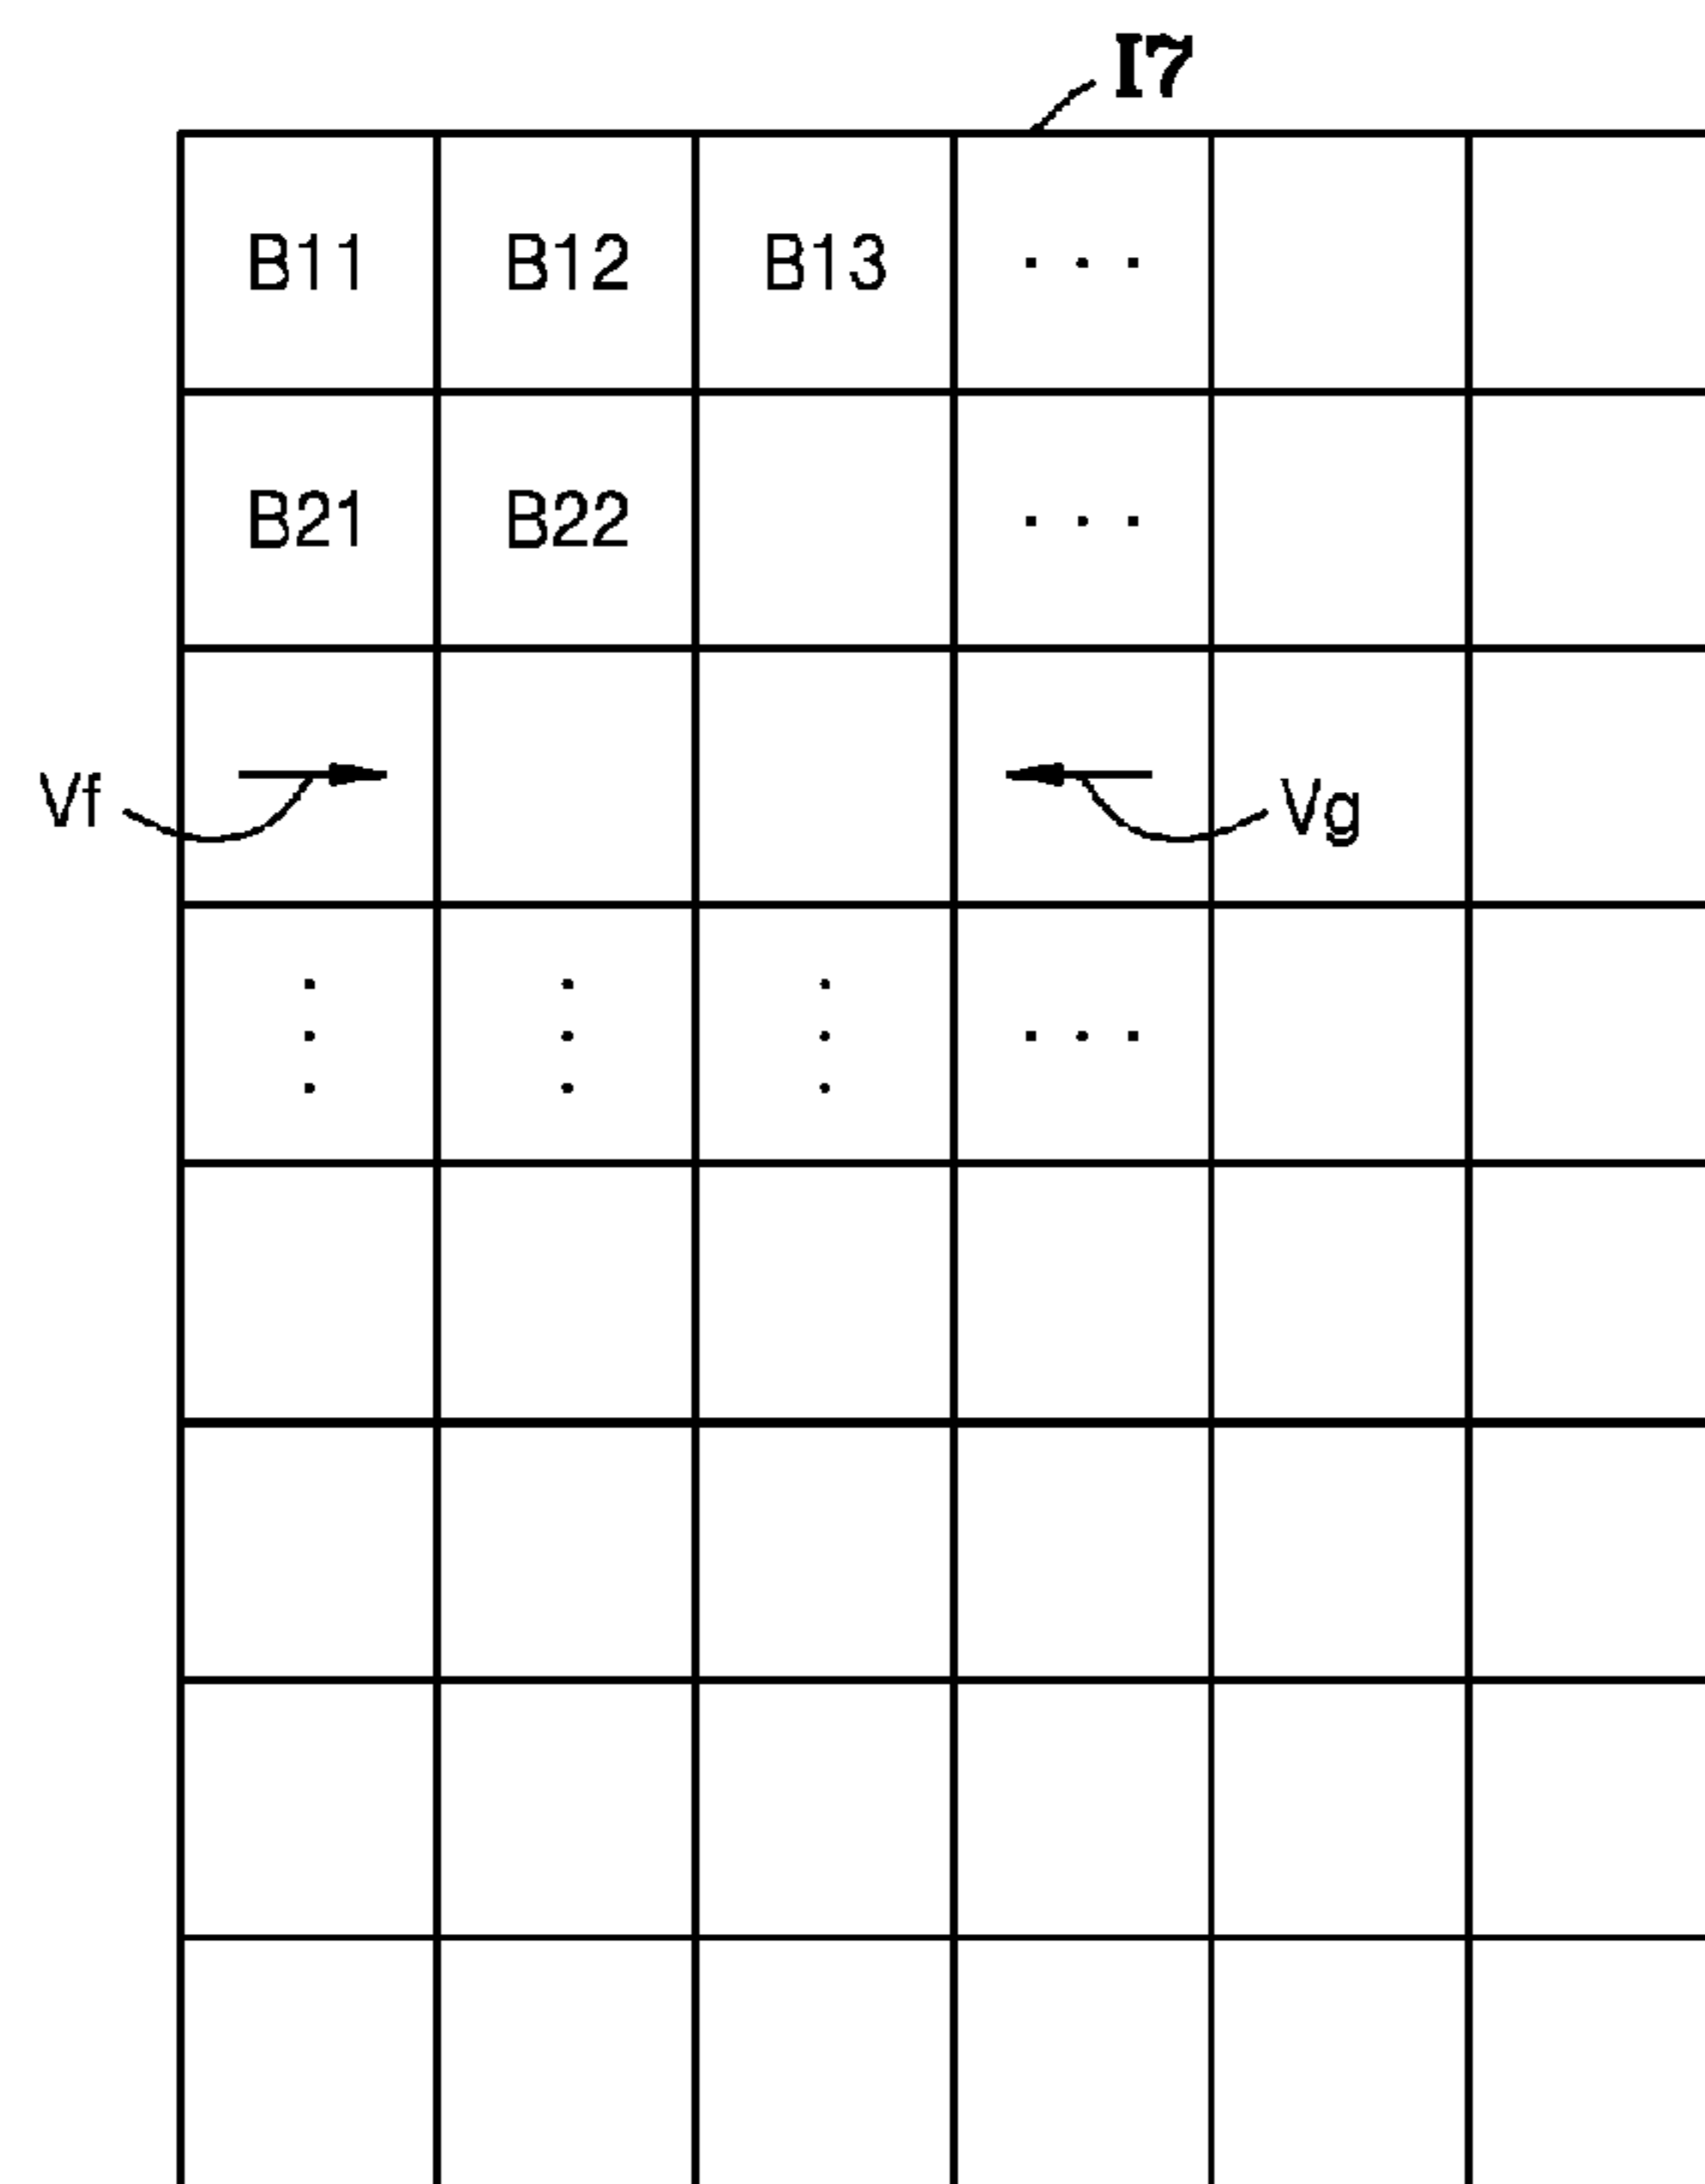 I7
B11 B12 B13 . . .
B21 B22 . . .
Vf Vg
. . . . . .